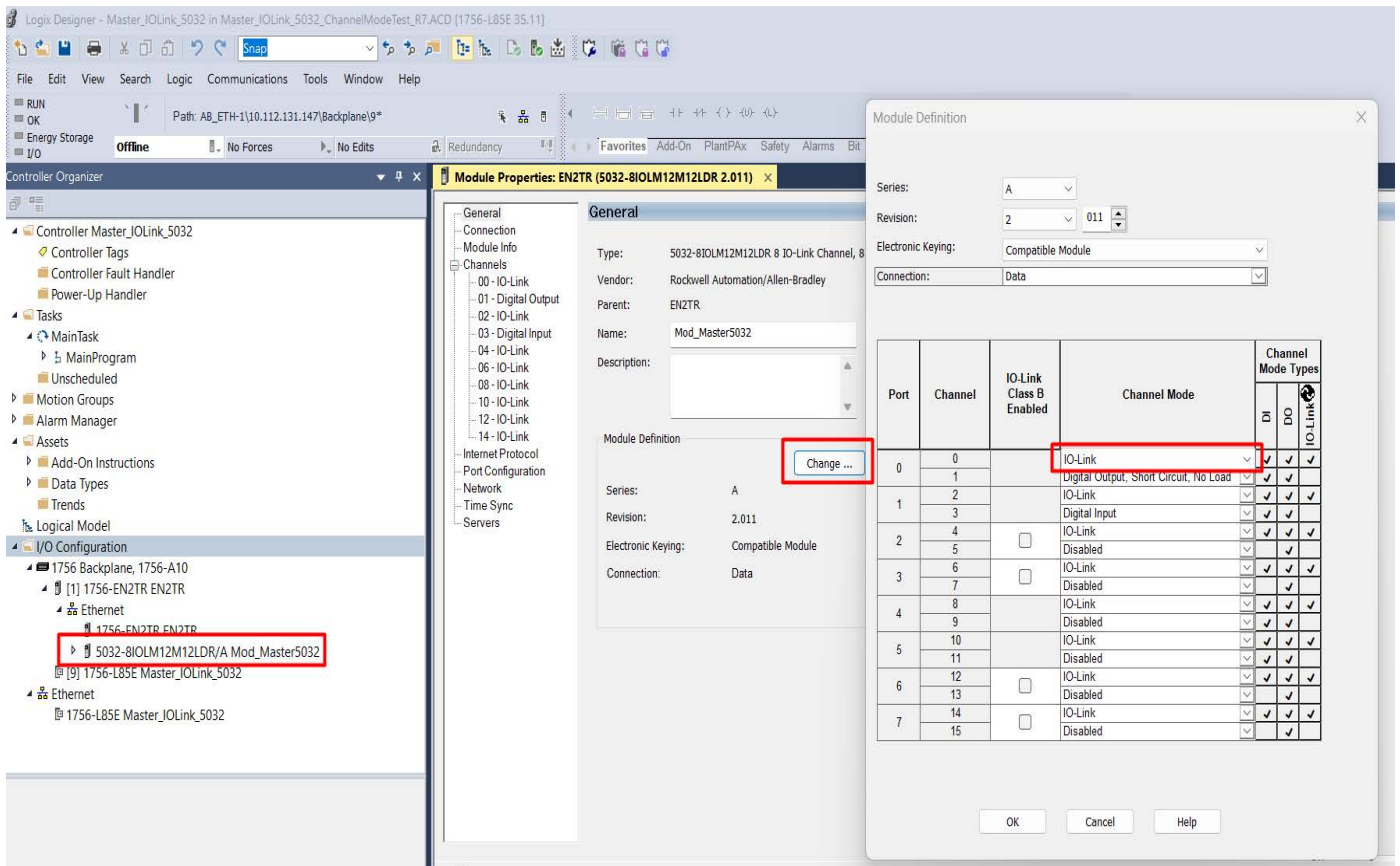 Logix Designer - Master_IOLink_5032 in Master_IOLink_5032_ChannelModeTest_R7.ACD [1756-L85E 35.11]
Snap
File Edit View Search Logic Communications Tools Window Help
RUN
OK
Energy Storage
I/O
Path: AB_ETH-1\10.112.131.147\Backplane\9*
Offline No Forces No Edits Redundancy
Favorites Add-On PlantPAx Safety Alarms Bit
Controller Organizer
Controller Master_IOLink_5032
Controller Tags
Controller Fault Handler
Power-Up Handler
Tasks
MainTask
MainProgram
Unscheduled
Motion Groups
Alarm Manager
Assets
Add-On Instructions
Data Types
Trends
Logical Model
I/O Configuration
1756 Backplane, 1756-A10
[1] 1756-EN2TR EN2TR
Ethernet
1756-EN2TR EN2TR
5032-8IOLM12M12LDR/A Mod_Master5032
[9] 1756-L85E Master_IOLink_5032
Ethernet
1756-L85E Master_IOLink_5032
Module Properties: EN2TR (5032-8IOLM12M12LDR 2.011)
General
Connection
Module Info
Channels
00 - IO-Link
01 - Digital Output
02 - IO-Link
03 - Digital Input
04 - IO-Link
06 - IO-Link
08 - IO-Link
10 - IO-Link
12 - IO-Link
14 - IO-Link
Internet Protocol
Port Configuration
Network
Time Sync
Servers
General
Type: 5032-8IOLM12M12LDR 8 IO-Link Channel, 8
Vendor: Rockwell Automation/Allen-Bradley
Parent: EN2TR
Name: Mod_Master5032
Description:
Module Definition
Change ...
Series: A
Revision: 2.011
Electronic Keying: Compatible Module
Connection: Data
Module Definition
Series: A
Revision: 2 011
Electronic Keying: Compatible Module
Connection: Data
Port Channel IO-Link Class B Enabled Channel Mode Channel Mode Types
DI DO IO-Link
0 0 IO-Link
1 Digital Output, Short Circuit, No Load
1 2 IO-Link
3 Digital Input
2 4 IO-Link
5 Disabled
3 6 IO-Link
7 Disabled
4 8 IO-Link
9 Disabled
5 10 IO-Link
11 Disabled
6 12 IO-Link
13 Disabled
7 14 IO-Link
15 Disabled
OK Cancel Help